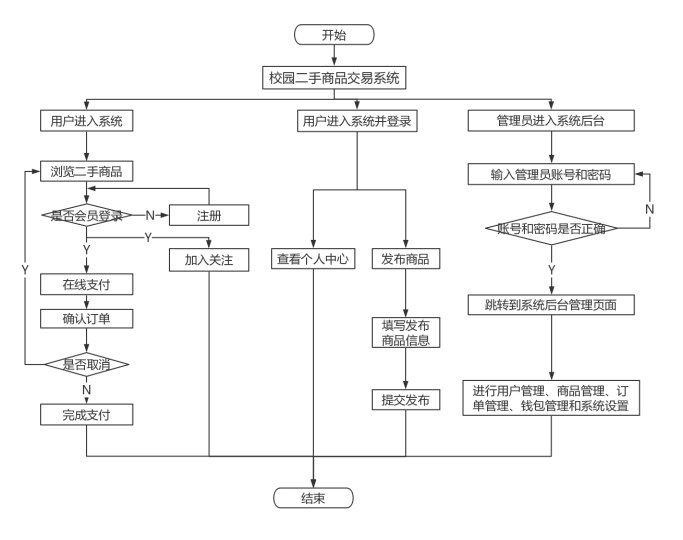 开始
校园二手商品交易系统
用户进入系统
用户进入系统并登录
管理员进入系统后台
浏览二手商品
输入管理员账号和密码
是否会员登录
N
注册
N
账号和密码是否正确
Y
Y
加入关注
查看个人中心
发布商品
Y
Y
在线支付
跳转到系统后台管理页面
确认订单
填写发布
商品信息
是否取消
N
提交发布
进行用户管理、商品管理、订
单管理、钱包管理和系统设置
完成支付
结束